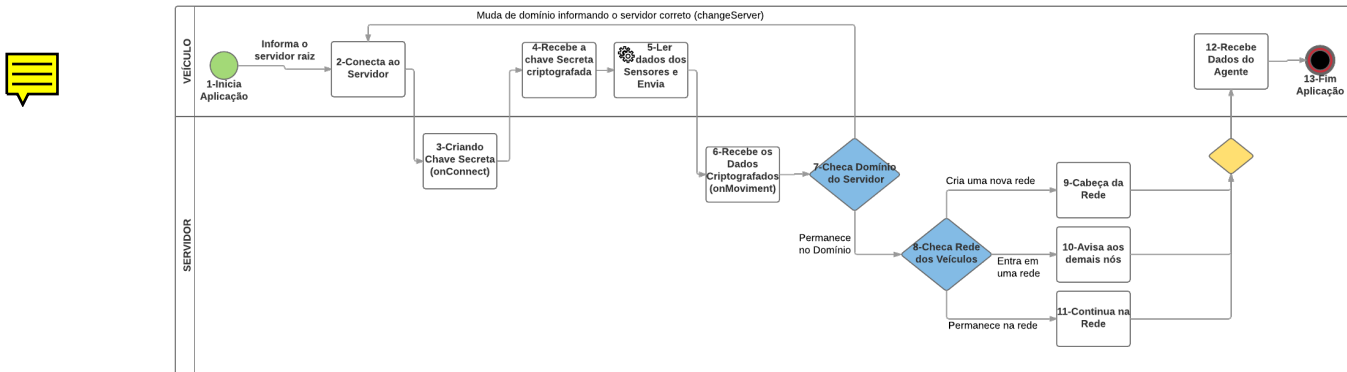 Muda de domínio informando o servidor correto (changeServer)
VEÍCULO
1-Inicia
Aplicação
Informa o
servidor raiz
2-Conecta ao
Servidor
4-Recebe a
chave Secreta
criptografada
5-Ler
dados dos
Sensores e
Envia
12-Recebe
Dados do
Agente
13-Fim
Aplicação
SERVIDOR
3-Criando
Chave Secreta
(onConnect)
6-Recebe os
Dados
Criptografados
(onMoviment)
7-Checa Domínio
do Servidor
Permanece
no Domínio
8-Checa Rede
dos Veículos
Cria uma nova rede
9-Cabeça da
Rede
Entra em
uma rede
10-Avisa aos
demais nós
Permanece na rede
11-Continua na
Rede